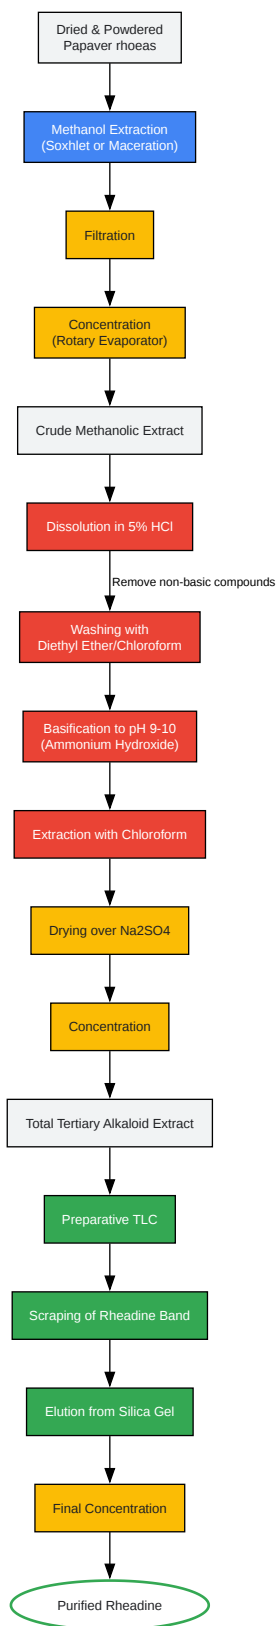 Dried & Powdered
Papaver rhoeas
Methanol Extraction
(Soxhlet or Maceration)
Filtration
Concentration
(Rotary Evaporator)
Crude Methanolic Extract
Dissolution in 5% HCl
Remove non-basic compounds
Washing with
Diethyl Ether/Chloroform
Basification to pH 9-10
(Ammonium Hydroxide)
Extraction with Chloroform
Drying over Na2SO4
Concentration
Total Tertiary Alkaloid Extract
Preparative TLC
Scraping of Rheadine Band
Elution from Silica Gel
Final Concentration
Purified Rheadine